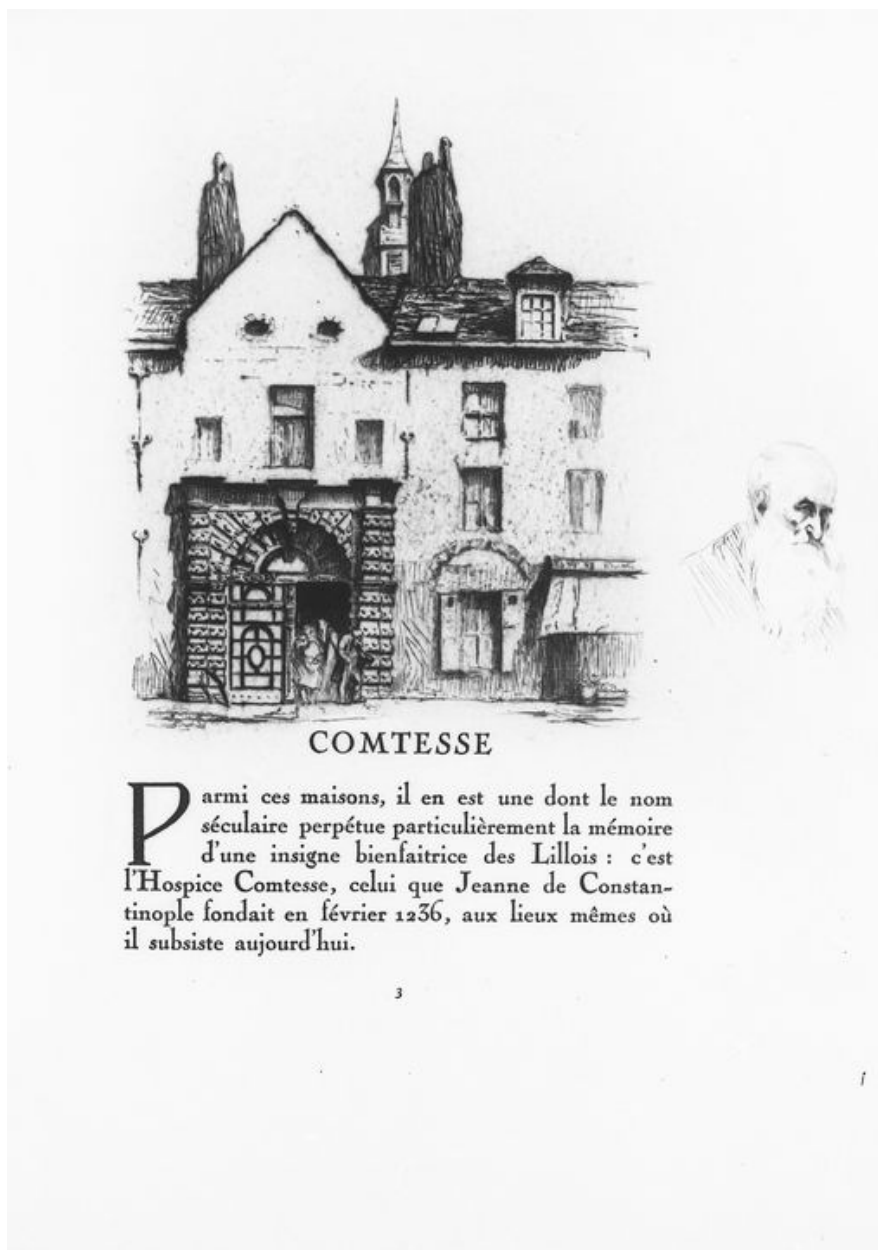 COMTESSE
Parmi ces maisons, il en est une dont le nom
séculaire perpétue particulièrement la mémoire
d'une insigne bienfaitrice des Lillois : c'est
l'Hospice Comtesse, celui que Jeanne de Constan-
tinople fondait en février 1236, aux lieux mêmes où
il subsiste aujourd'hui.
3
i